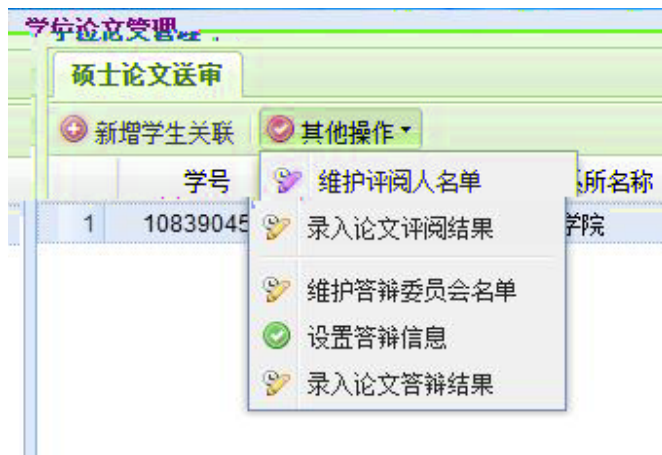 学位论文管理
硕士论文送审
新增学生关联 其他操作
学号 所名称
1 10839045 学院
维护评阅人名单
录入论文评阅结果
维护答辩委员会名单
设置答辩信息
录入论文答辩结果